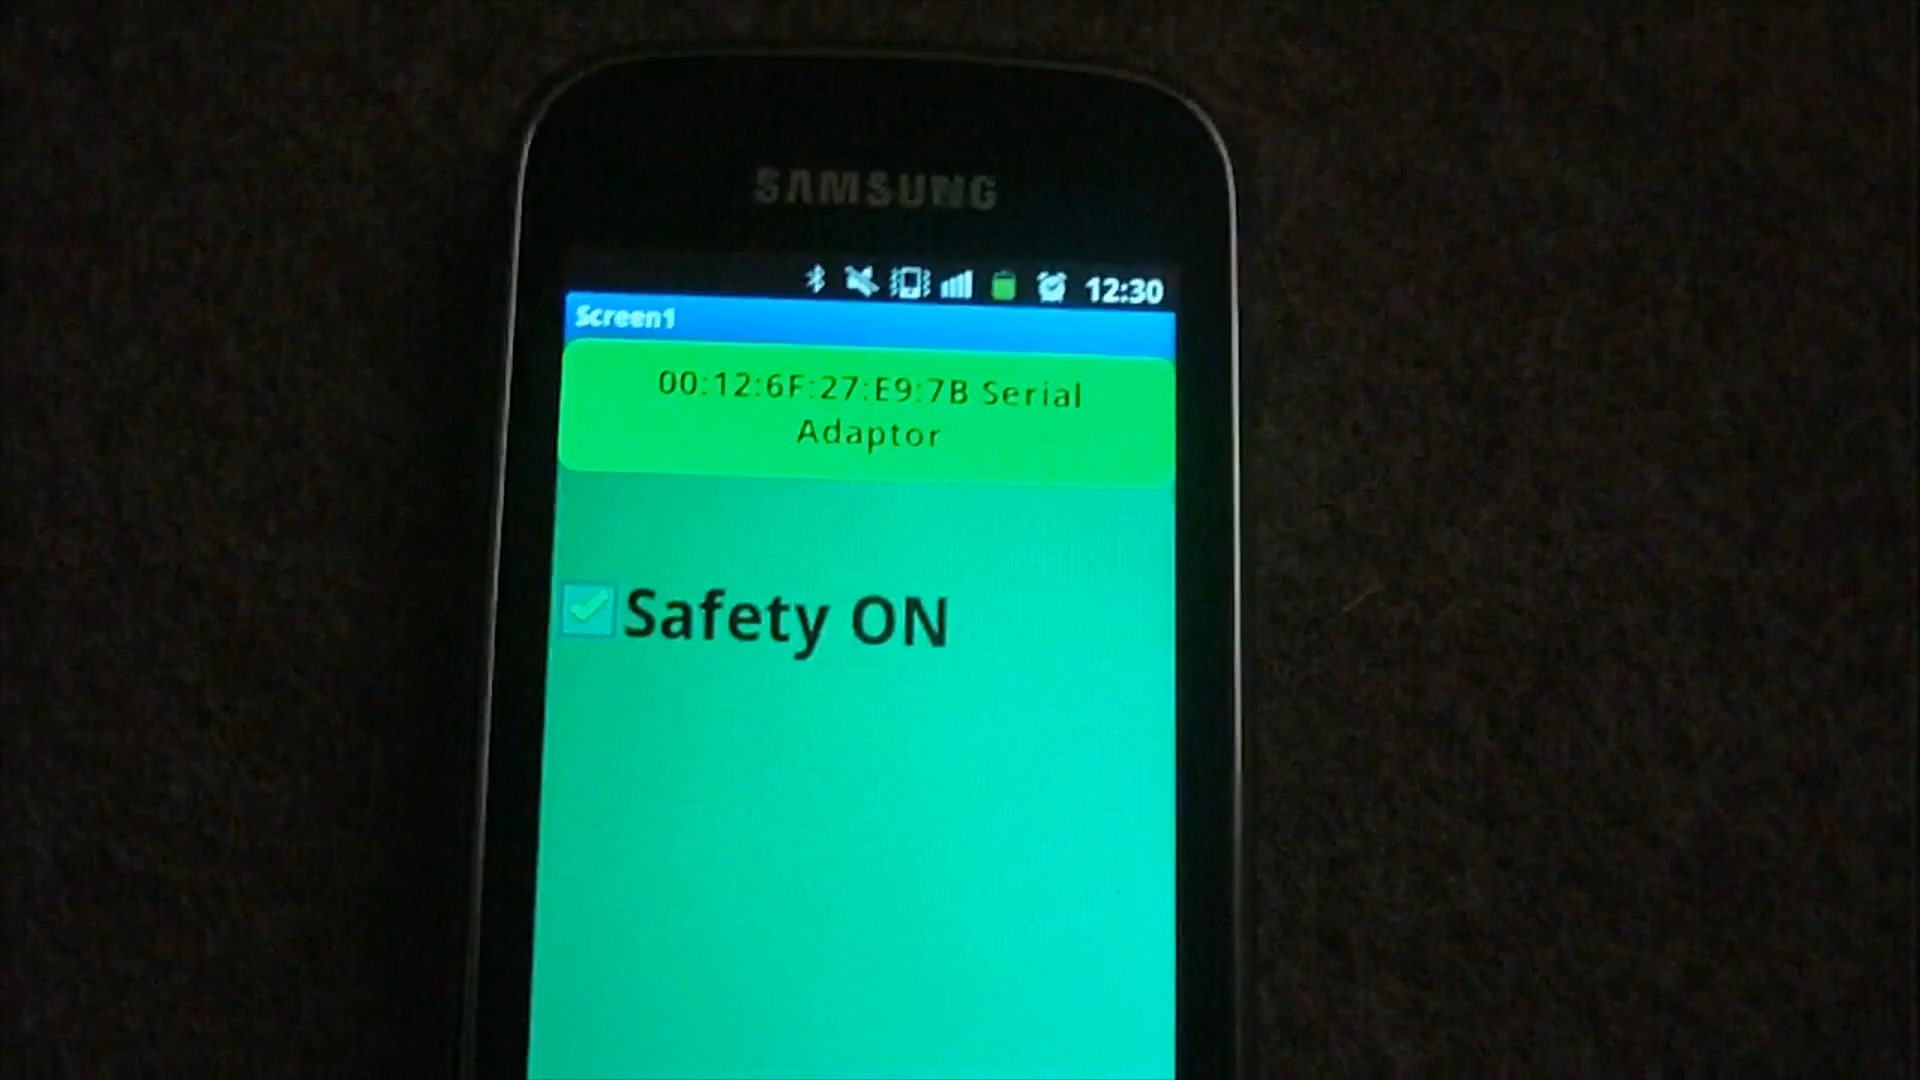 SAMSUNG
12:30
Screen1
00:12:6F:27:E9:7B Serial
Adaptor
Safety ON